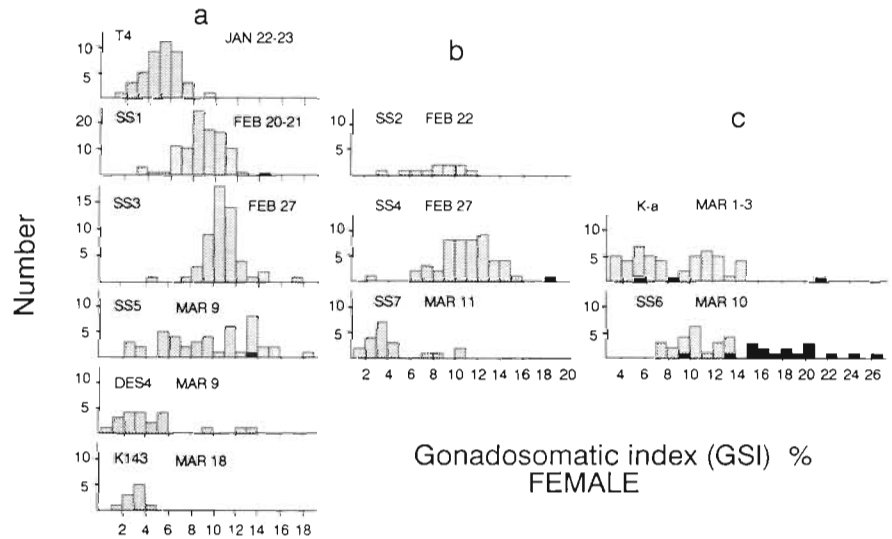 a
T4 JAN 22-23
10
5
b
SS1 FEB 20-21
20
10
SS2 FEB 22
10
5
c
SS3 FEB 27
15
10
5
SS4 FEB 27
10
5
K-a MAR 1-3
10
5
Number
SS5 MAR 9
10
5
SS7 MAR 11
10
5
2 4 6 8 10 12 14 16 18 20
SS6 MAR 10
10
5
4 6 8 10 12 14 16 18 20 22 24 26
DES4 MAR 9
10
5
K143 MAR 18
10
5
2 4 6 8 10 12 14 16 18
Gonadosomatic index (GSI) %
FEMALE